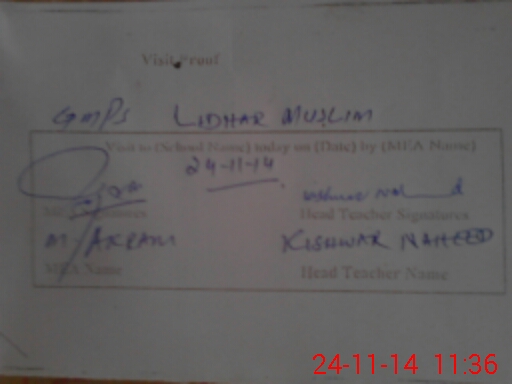 Visit Proof
GMPS LIDHAR MUSLIM
Visit to (School Name) today on (Date) by (MEA Name)
24-11-14
MEA Signatures Head Teacher Signatures
M/AKRAM KISHWAR NAHEED
MEA Name Head Teacher Name
24-11-14 11:36